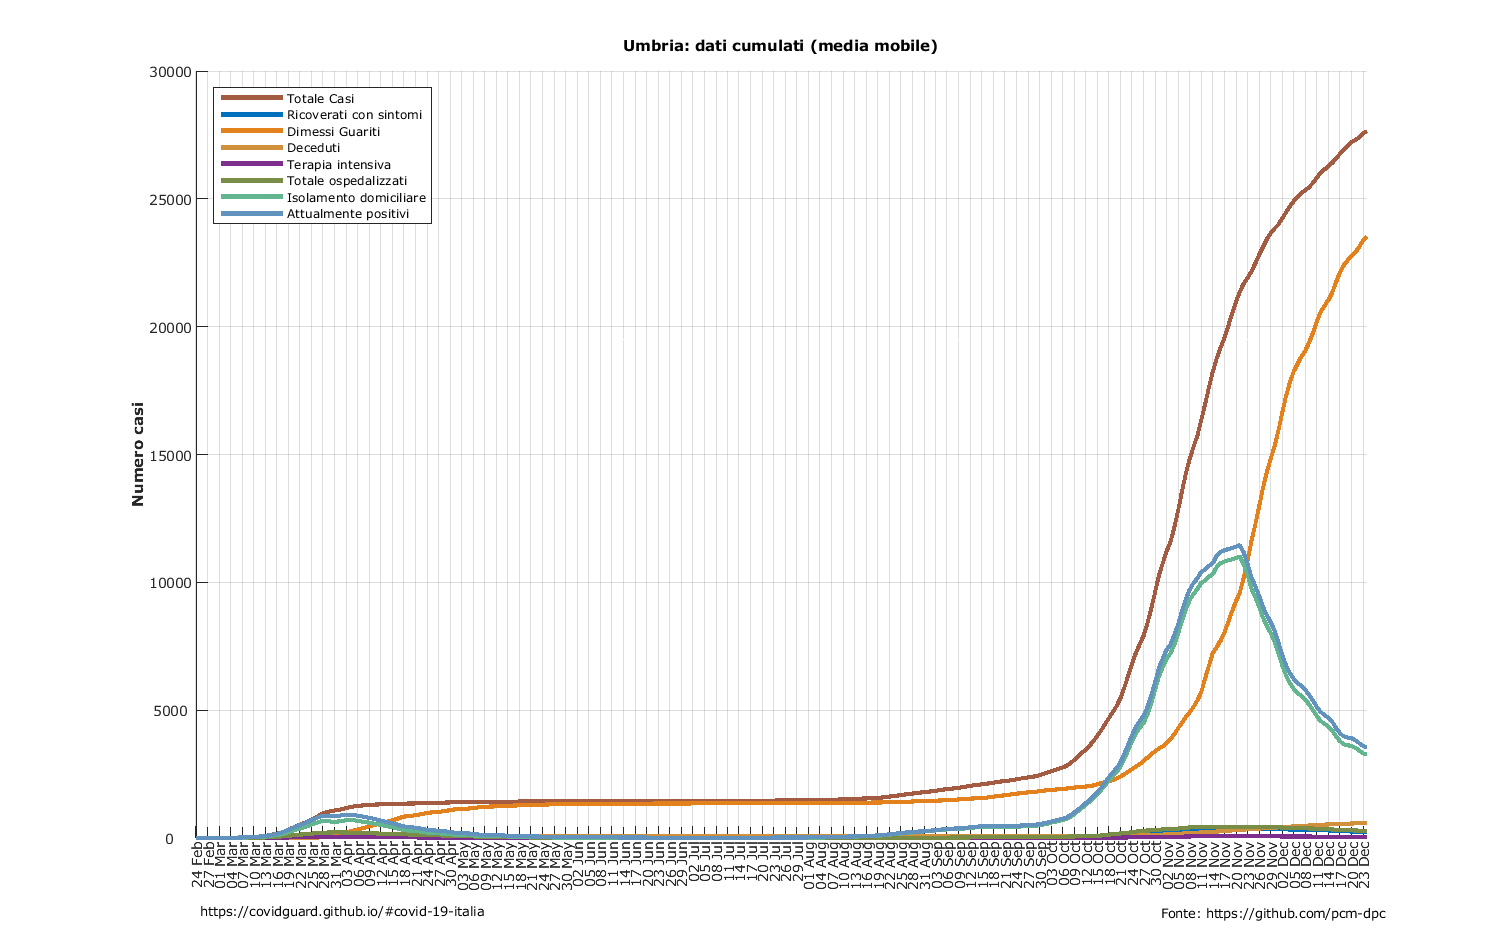 Umbria: dati cumulati (media mobile)
Numero casi
30000
25000
20000
15000
10000
5000
0
Totale Casi
Ricoverati con sintomi
Dimessi Guariti
Deceduti
Terapia intensiva
Totale ospedalizzati
Isolamento domiciliare
Attualmente positivi
24 Feb
27 Feb
01 Mar
04 Mar
07 Mar
10 Mar
13 Mar
16 Mar
19 Mar
22 Mar
25 Mar
28 Mar
31 Mar
03 Apr
06 Apr
09 Apr
12 Apr
15 Apr
18 Apr
21 Apr
24 Apr
27 Apr
30 Apr
03 May
06 May
09 May
12 May
15 May
18 May
21 May
24 May
27 May
30 May
02 Jun
05 Jun
08 Jun
11 Jun
14 Jun
17 Jun
20 Jun
23 Jun
26 Jun
29 Jun
02 Jul
05 Jul
08 Jul
11 Jul
14 Jul
17 Jul
20 Jul
23 Jul
26 Jul
29 Jul
01 Aug
04 Aug
07 Aug
10 Aug
13 Aug
16 Aug
19 Aug
22 Aug
25 Aug
28 Aug
31 Aug
03 Sep
06 Sep
09 Sep
12 Sep
15 Sep
18 Sep
21 Sep
24 Sep
27 Sep
30 Sep
03 Oct
06 Oct
09 Oct
12 Oct
15 Oct
18 Oct
21 Oct
24 Oct
27 Oct
30 Oct
02 Nov
05 Nov
08 Nov
11 Nov
14 Nov
17 Nov
20 Nov
23 Nov
26 Nov
29 Nov
02 Dec
05 Dec
08 Dec
11 Dec
14 Dec
17 Dec
20 Dec
23 Dec
https://covidguard.github.io/#covid-19-italia
Fonte: https://github.com/pcm-dpc